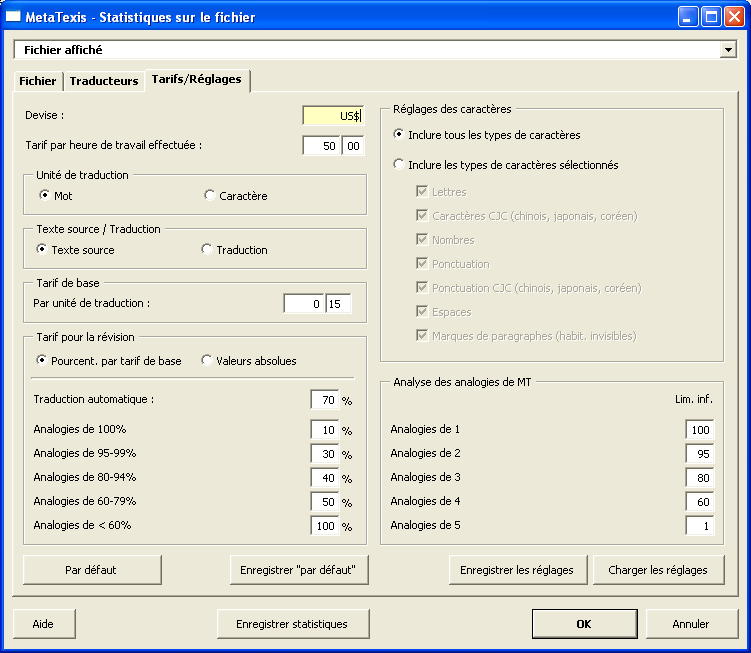 MetaTexis - Statistiques sur le fichier
Fichier affiché
Fichier Traducteurs Tarifs/Réglages
Devise : US$
Tarif par heure de travail effectuée : 50 00
Unité de traduction
Mot Caractère
Texte source / Traduction
Texte source Traduction
Tarif de base
Par unité de traduction : 0 15
Tarif pour la révision
Pourcent. par tarif de base Valeurs absolues
Traduction automatique : 70 %
Analogies de 100% 10 %
Analogies de 95-99% 30 %
Analogies de 80-94% 40 %
Analogies de 60-79% 50 %
Analogies de < 60% 100 %
Réglages des caractères
Inclure tous les types de caractères
Inclure les types de caractères sélectionnés
Lettres
Caractères CJC (chinois, japonais, coréen)
Nombres
Ponctuation
Ponctuation CJC (chinois, japonais, coréen)
Espaces
Marques de paragraphes (habit. invisibles)
Analyse des analogies de MT
Lim. inf.
Analogies de 1 100
Analogies de 2 95
Analogies de 3 80
Analogies de 4 60
Analogies de 5 1
Par défaut Enregistrer "par défaut" Enregistrer les réglages Charger les réglages
Aide Enregistrer statistiques OK Annuler